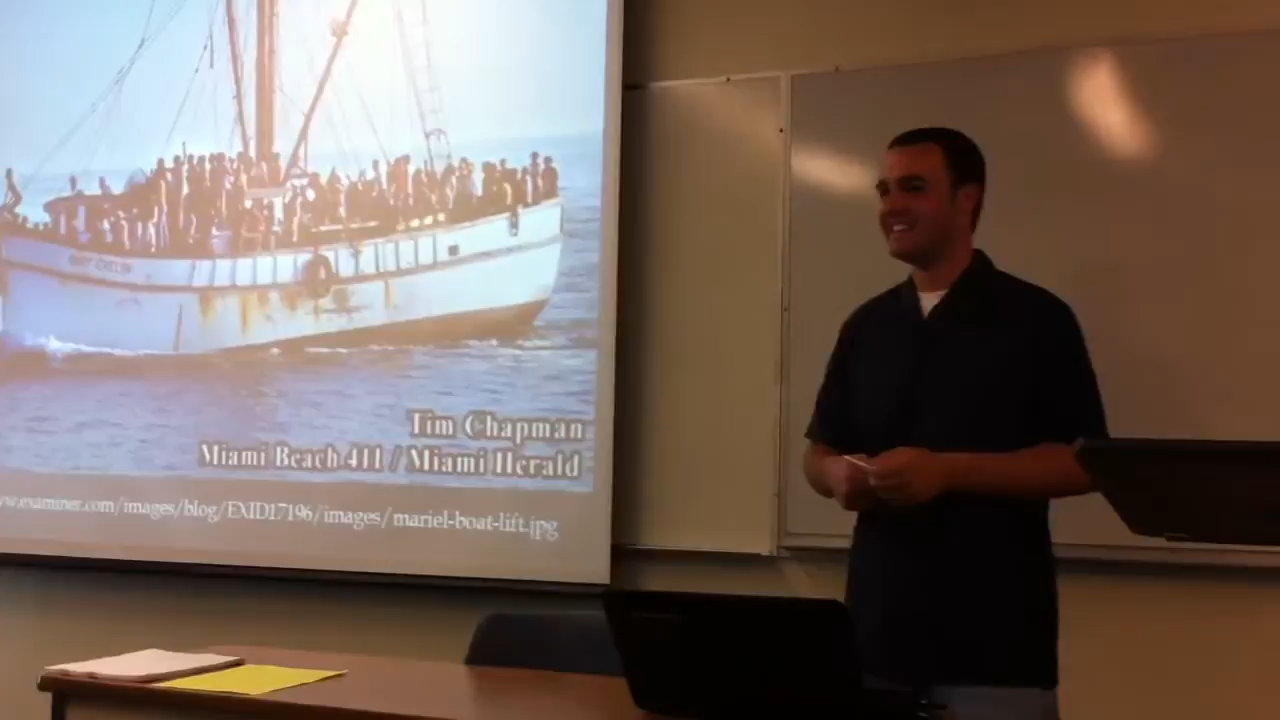 Tim Chapman
Miami Beach 411 / Miami Herald
.examiner.com/images/blog/EXID17196/images/mariel-boat-lift.jpg